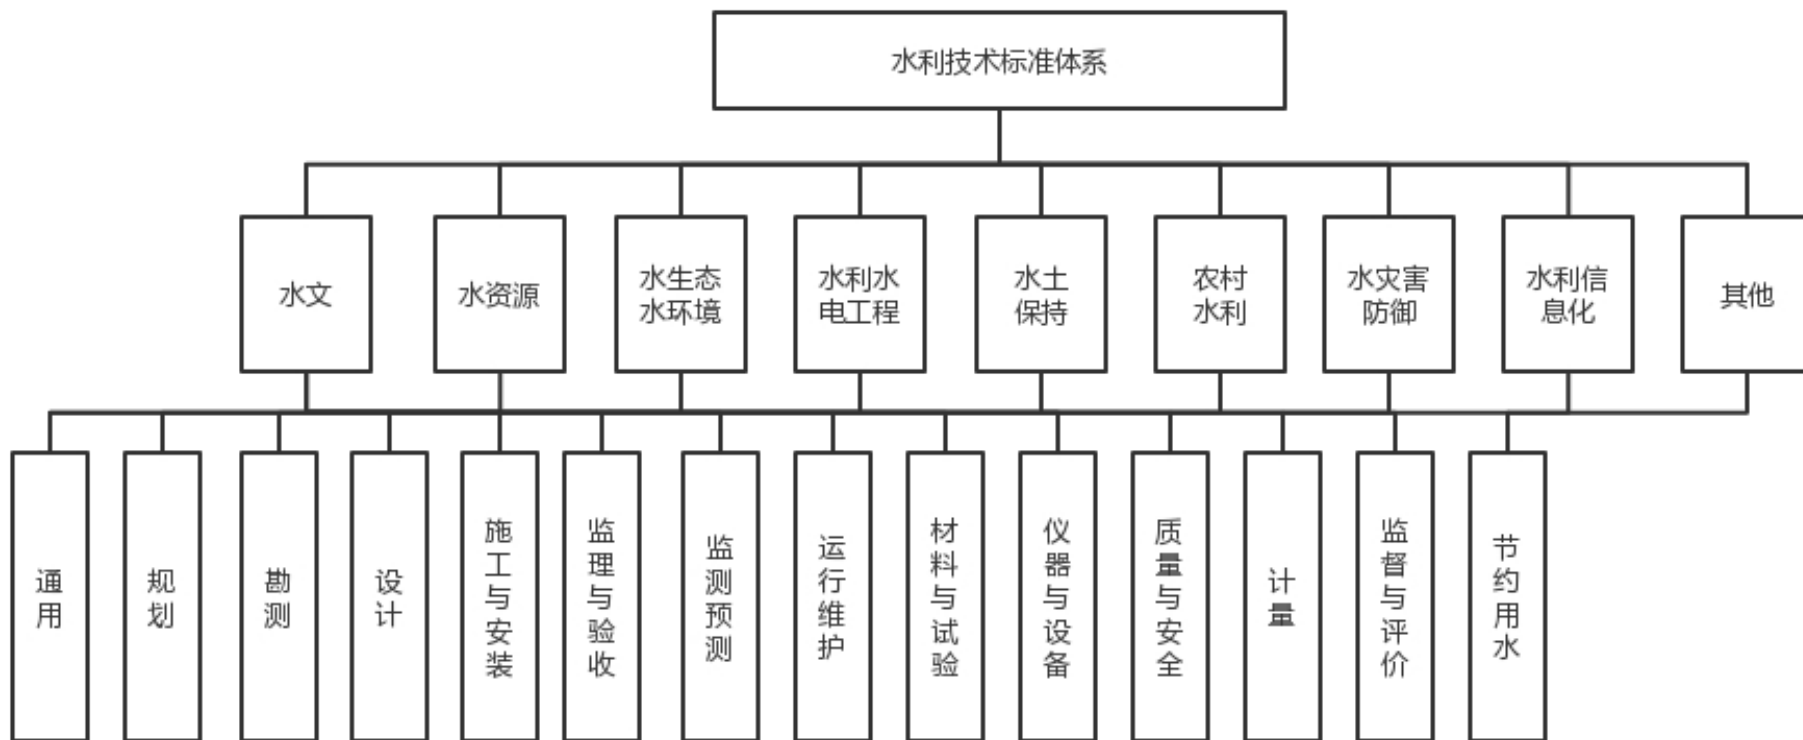 水利技术标准体系
水文
水资源
水生态
水环境
水利水
电工程
水土
保持
农村
水利
水灾害
防御
水利信
息化
其他
通用
规划
勘测
设计
施工与安装
监理与验收
监测预测
运行维护
材料与试验
仪器与设备
质量与安全
计量
监督与评价
节约用水